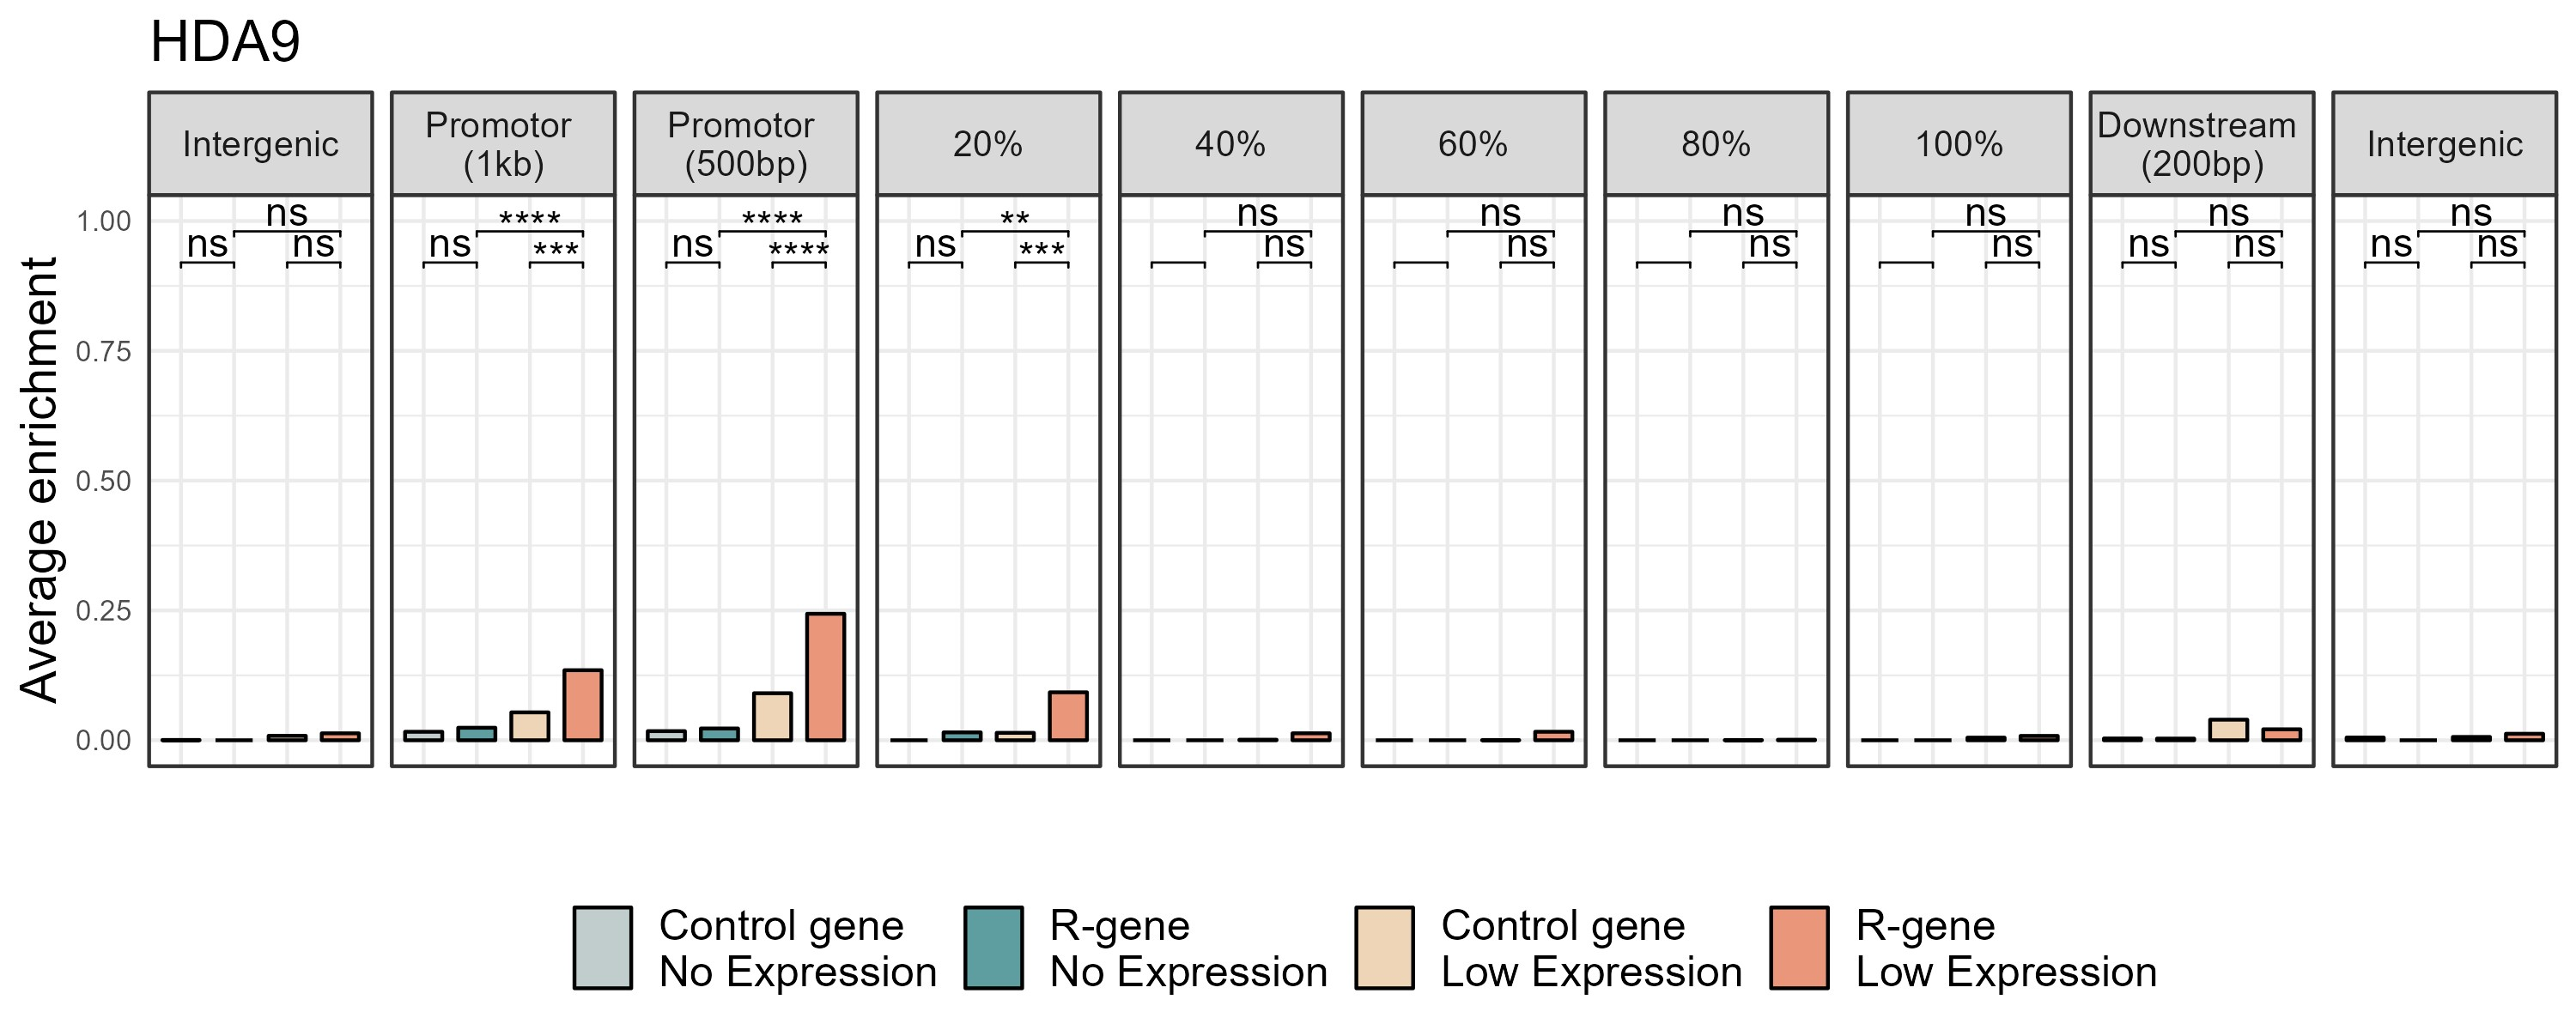 HDA9
Intergenic
Promotor
(1kb)
Promotor
(500bp)
20%
40%
60%
80%
100%
Downstream
(200bp)
Intergenic
Average enrichment
1.00
0.75
0.50
0.25
0.00
ns
ns
ns
****
ns
***
****
ns
****
**
ns
***
ns
ns
ns
ns
ns
ns
ns
ns
ns
ns
ns
ns
ns
ns
Control gene
No Expression
R-gene
No Expression
Control gene
Low Expression
R-gene
Low Expression